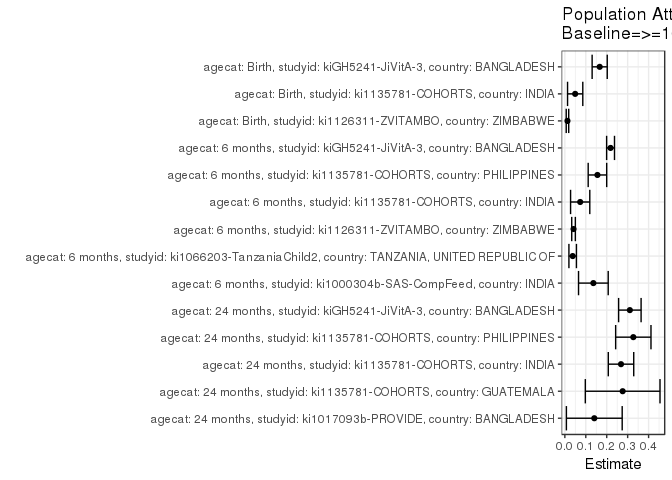 Population Att
Baseline=>=1
agecat: Birth, studyid: kiGH5241-JiVitA-3, country: BANGLADESH
agecat: Birth, studyid: ki1135781-COHORTS, country: INDIA
agecat: Birth, studyid: ki1126311-ZVITAMBO, country: ZIMBABWE
agecat: 6 months, studyid: kiGH5241-JiVitA-3, country: BANGLADESH
agecat: 6 months, studyid: ki1135781-COHORTS, country: PHILIPPINES
agecat: 6 months, studyid: ki1135781-COHORTS, country: INDIA
agecat: 6 months, studyid: ki1126311-ZVITAMBO, country: ZIMBABWE
agecat: 6 months, studyid: ki1066203-TanzaniaChild2, country: TANZANIA, UNITED REPUBLIC OF
agecat: 6 months, studyid: ki1000304b-SAS-CompFeed, country: INDIA
agecat: 24 months, studyid: kiGH5241-JiVitA-3, country: BANGLADESH
agecat: 24 months, studyid: ki1135781-COHORTS, country: PHILIPPINES
agecat: 24 months, studyid: ki1135781-COHORTS, country: INDIA
agecat: 24 months, studyid: ki1135781-COHORTS, country: GUATEMALA
agecat: 24 months, studyid: ki1017093b-PROVIDE, country: BANGLADESH
0.0 0.1 0.2 0.3 0.4
Estimate